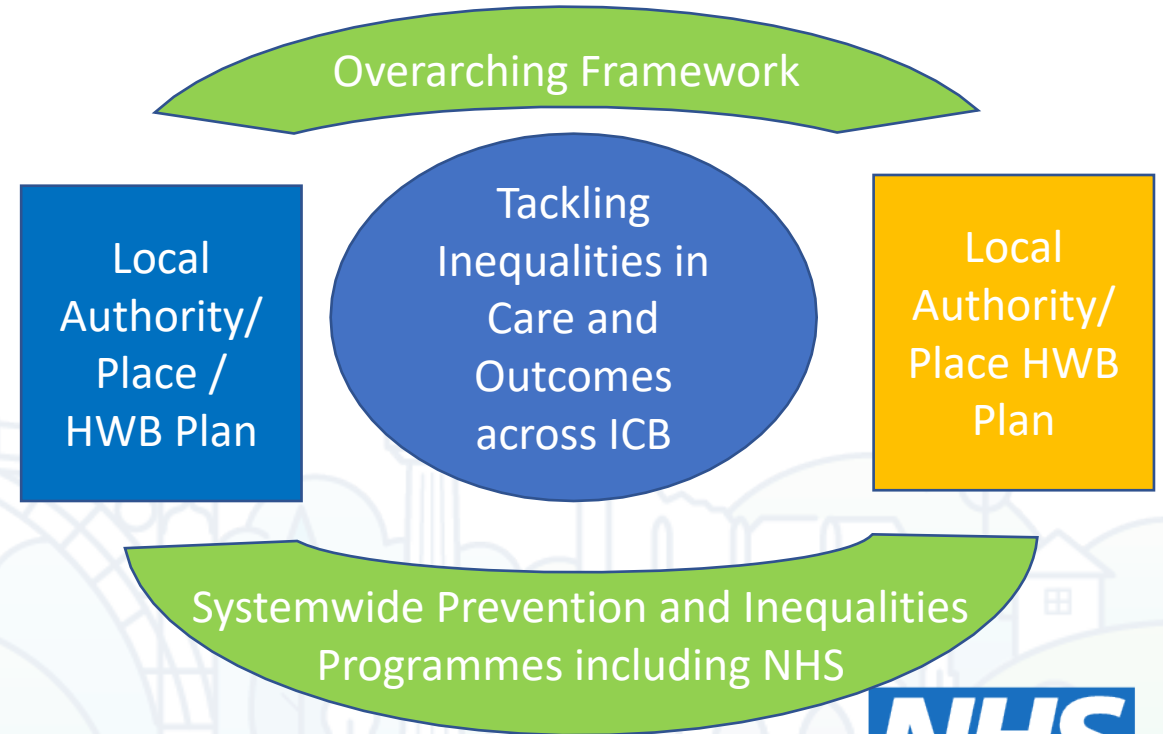 Overarching Framework
Local
Authority/
Place /
HWB Plan
Tackling
Inequalities in
Care and
Outcomes
across ICB
Local
Authority/
Place HWB
Plan
Systemwide Prevention and Inequalities
Programmes including NHS
NHS